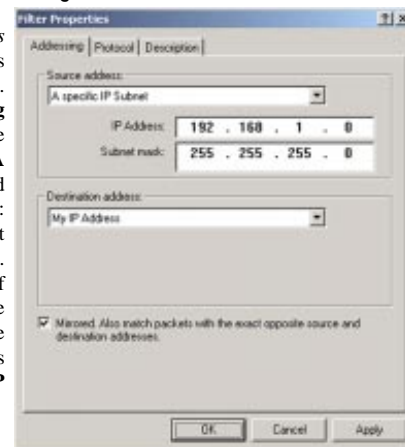 Filter Properties
? x
Addressing Protocol Description
Source address:
A specific IP Subnet
IP Address: 192 . 168 . 1 . 0
Subnet mask: 255 . 255 . 255 . 0
Destination address:
My IP Address
Mirrored. Also match packets with the exact opposite source and
destination addresses.
OK Cancel Apply